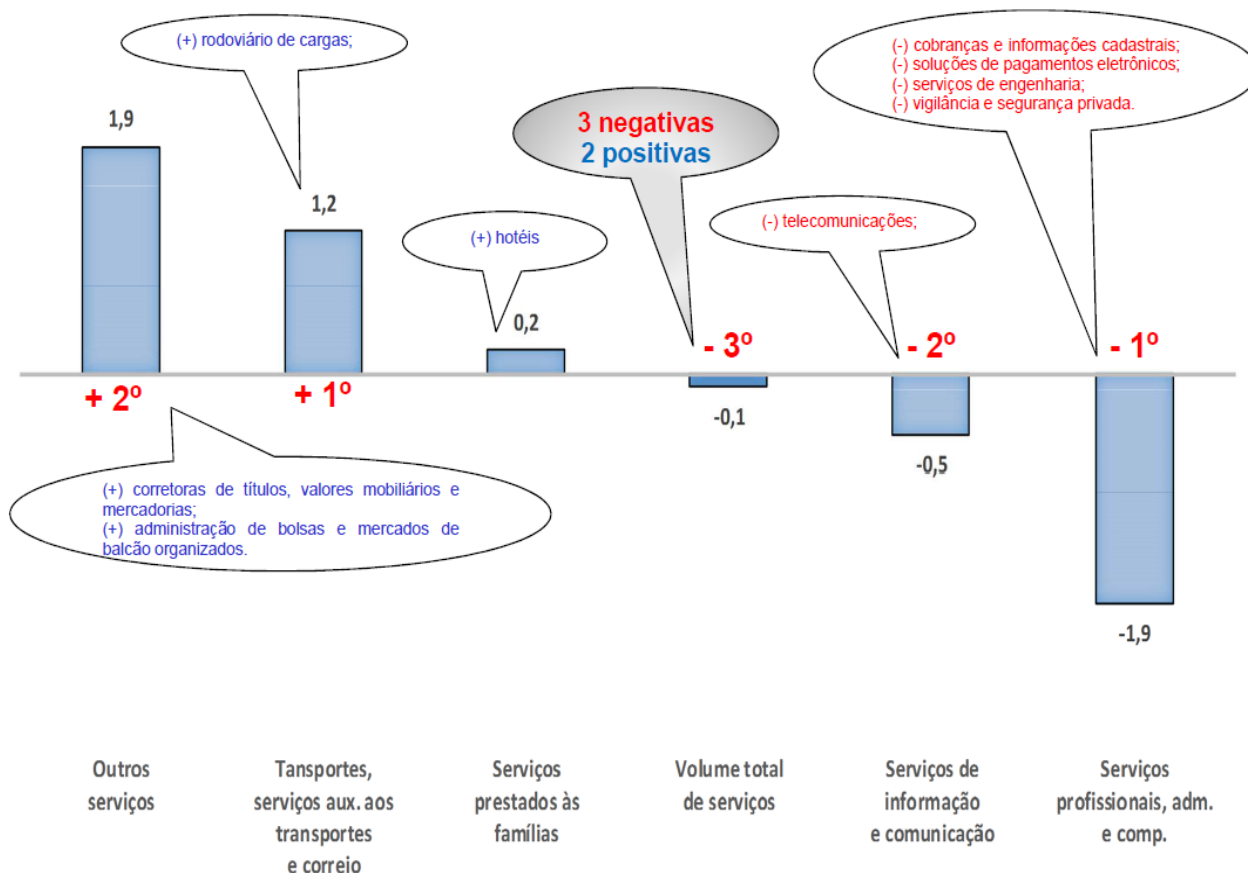 (+) rodoviário de cargas;
(-) cobranças e informações cadastrais;
(-) soluções de pagamentos eletrônicos;
(-) serviços de engenharia;
(-) vigilância e segurança privada.
1,9
3 negativas
2 positivas
1,2
(+) hotéis
(-) telecomunicações;
0,2
- 3º
- 2º
- 1º
+ 2º
+ 1º
-0,1
-0,5
(+) corretoras de títulos, valores mobiliários e
mercadorias;
(+) administração de bolsas e mercados de
balcão organizados.
-1,9
Outros
serviços
Tansportes,
serviços aux. aos
transportes
e correio
Serviços
prestados às
famílias
Volume total
de serviços
Serviços de
informação
e comunicação
Serviços
profissionais, adm.
e comp.